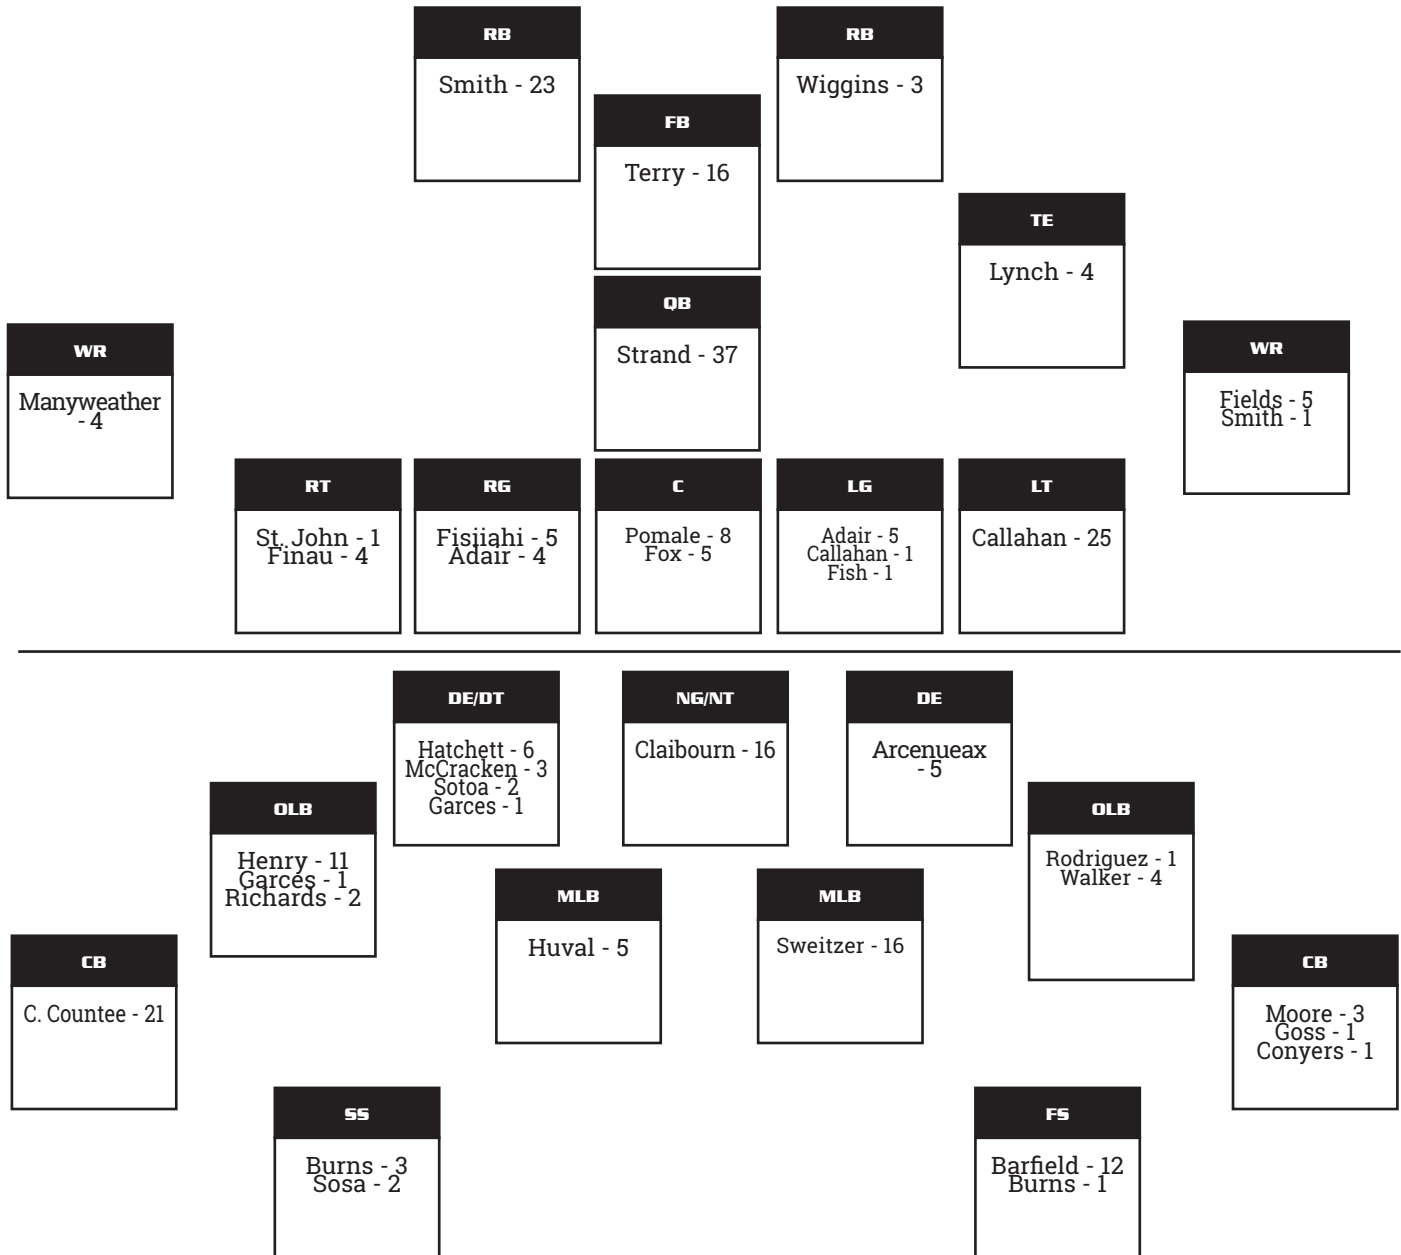 RB
Smith - 23
RB
Wiggins - 3
FB
Terry - 16
TE
Lynch - 4
QB
Strand - 37
WR
Manyweather
- 4
WR
Fields - 5
Smith - 1
RT
St. John - 1
Finau - 4
RG
Fisiiahi - 5
Adair - 4
C
Pomale - 8
Fox - 5
LG
Adair - 5
Callahan - 1
Fish - 1
LT
Callahan - 25
DE/DT
Hatchett - 6
McCracken - 3
Sotoa - 2
Garces - 1
NG/NT
Claibourn - 16
DE
Arcenueax
- 5
OLB
Henry - 11
Garces - 1
Richards - 2
OLB
Rodriguez - 1
Walker - 4
MLB
Huval - 5
MLB
Sweitzer - 16
CB
C. Countee - 21
CB
Moore - 3
Goss - 1
Conyers - 1
SS
Burns - 3
Sosa - 2
FS
Barfield - 12
Burns - 1